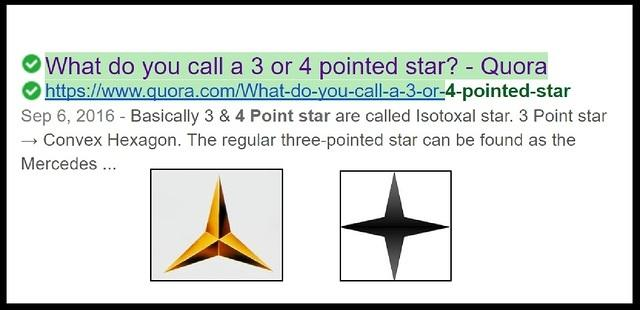 What do you call a 3 or 4 pointed star? - Quora
https://www.quora.com/What-do-you-call-a-3-or-4-pointed-star
Sep 6, 2016 - Basically 3 & 4 Point star are called Isotoxal star. 3 Point star
→ Convex Hexagon. The regular three-pointed star can be found as the
Mercedes ...